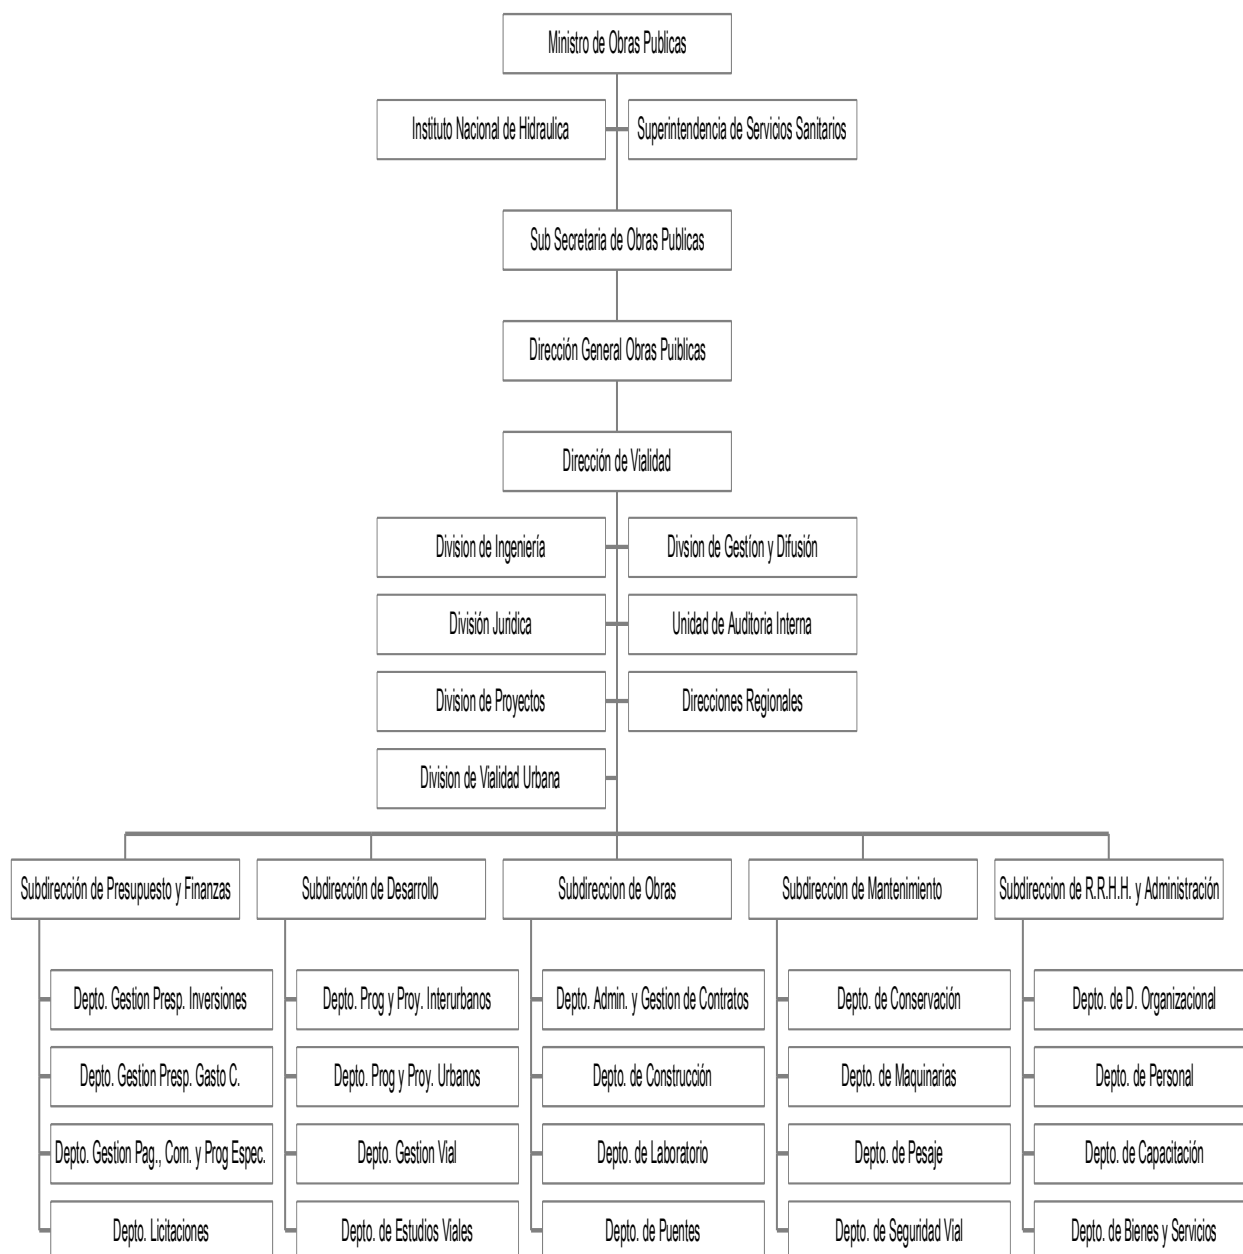 Ministro de Obras Publicas
Instituto Nacional de Hidraulica
Superintendencia de Servicios Sanitarios
Sub Secretaria de Obras Publicas
Dirección General Obras Puiblicas
Dirección de Vialidad
Division de Ingeniería
Divsion de Gestíon y Difusión
División Juridica
Unidad de Auditoria Interna
Division de Proyectos
Direcciones Regionales
Division de Vialidad Urbana
Subdirección de Presupuesto y Finanzas
Subdirección de Desarrollo
Subdireccion de Obras
Subdireccion de Mantenimiento
Subdireccion de R.R.H.H. y Administración
Depto. Gestion Presp. Inversiones
Depto. Prog y Proy. Interurbanos
Depto. Admin. y Gestion de Contratos
Depto. de Conservación
Depto. de D. Organizacional
Depto. Gestion Presp. Gasto C.
Depto. Prog y Proy. Urbanos
Depto. de Construcción
Depto. de Maquinarias
Depto. de Personal
Depto. Gestion Pag., Com. y Prog Espec.
Depto. Gestion Vial
Depto. de Laboratorio
Depto. de Pesaje
Depto. de Capacitación
Depto. Licitaciones
Depto. de Estudios Viales
Depto. de Puentes
Depto. de Seguridad Vial
Depto. de Bienes y Servicios